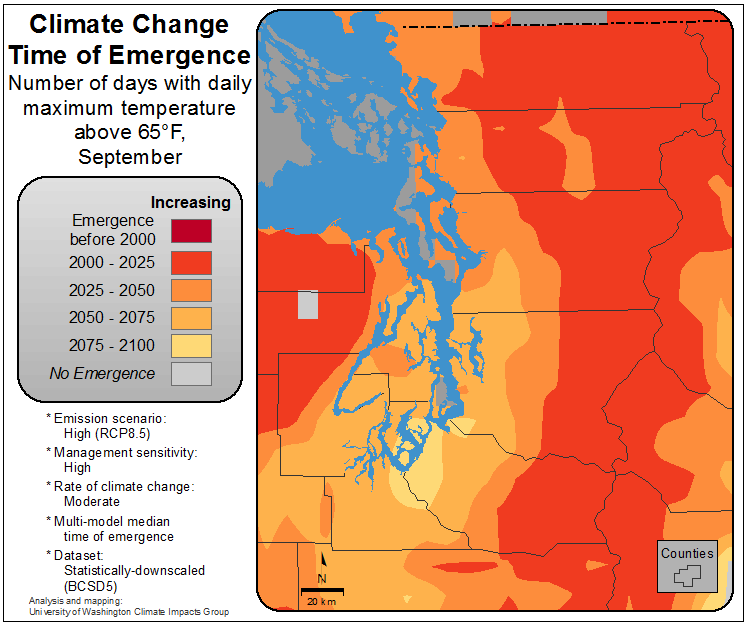 Climate Change
Time of Emergence
Number of days with daily
maximum temperature
above 65°F,
September
Increasing
Emergence
before 2000
2000 - 2025
2025 - 2050
2050 - 2075
2075 - 2100
No Emergence
* Emission scenario:
High (RCP8.5)
* Management sensitivity:
High
* Rate of climate change:
Moderate
* Multi-model median
time of emergence
* Dataset:
Statistically-downscaled
(BCSD5)
Analysis and mapping:
University of Washington Climate Impacts Group
N
20 km
Counties